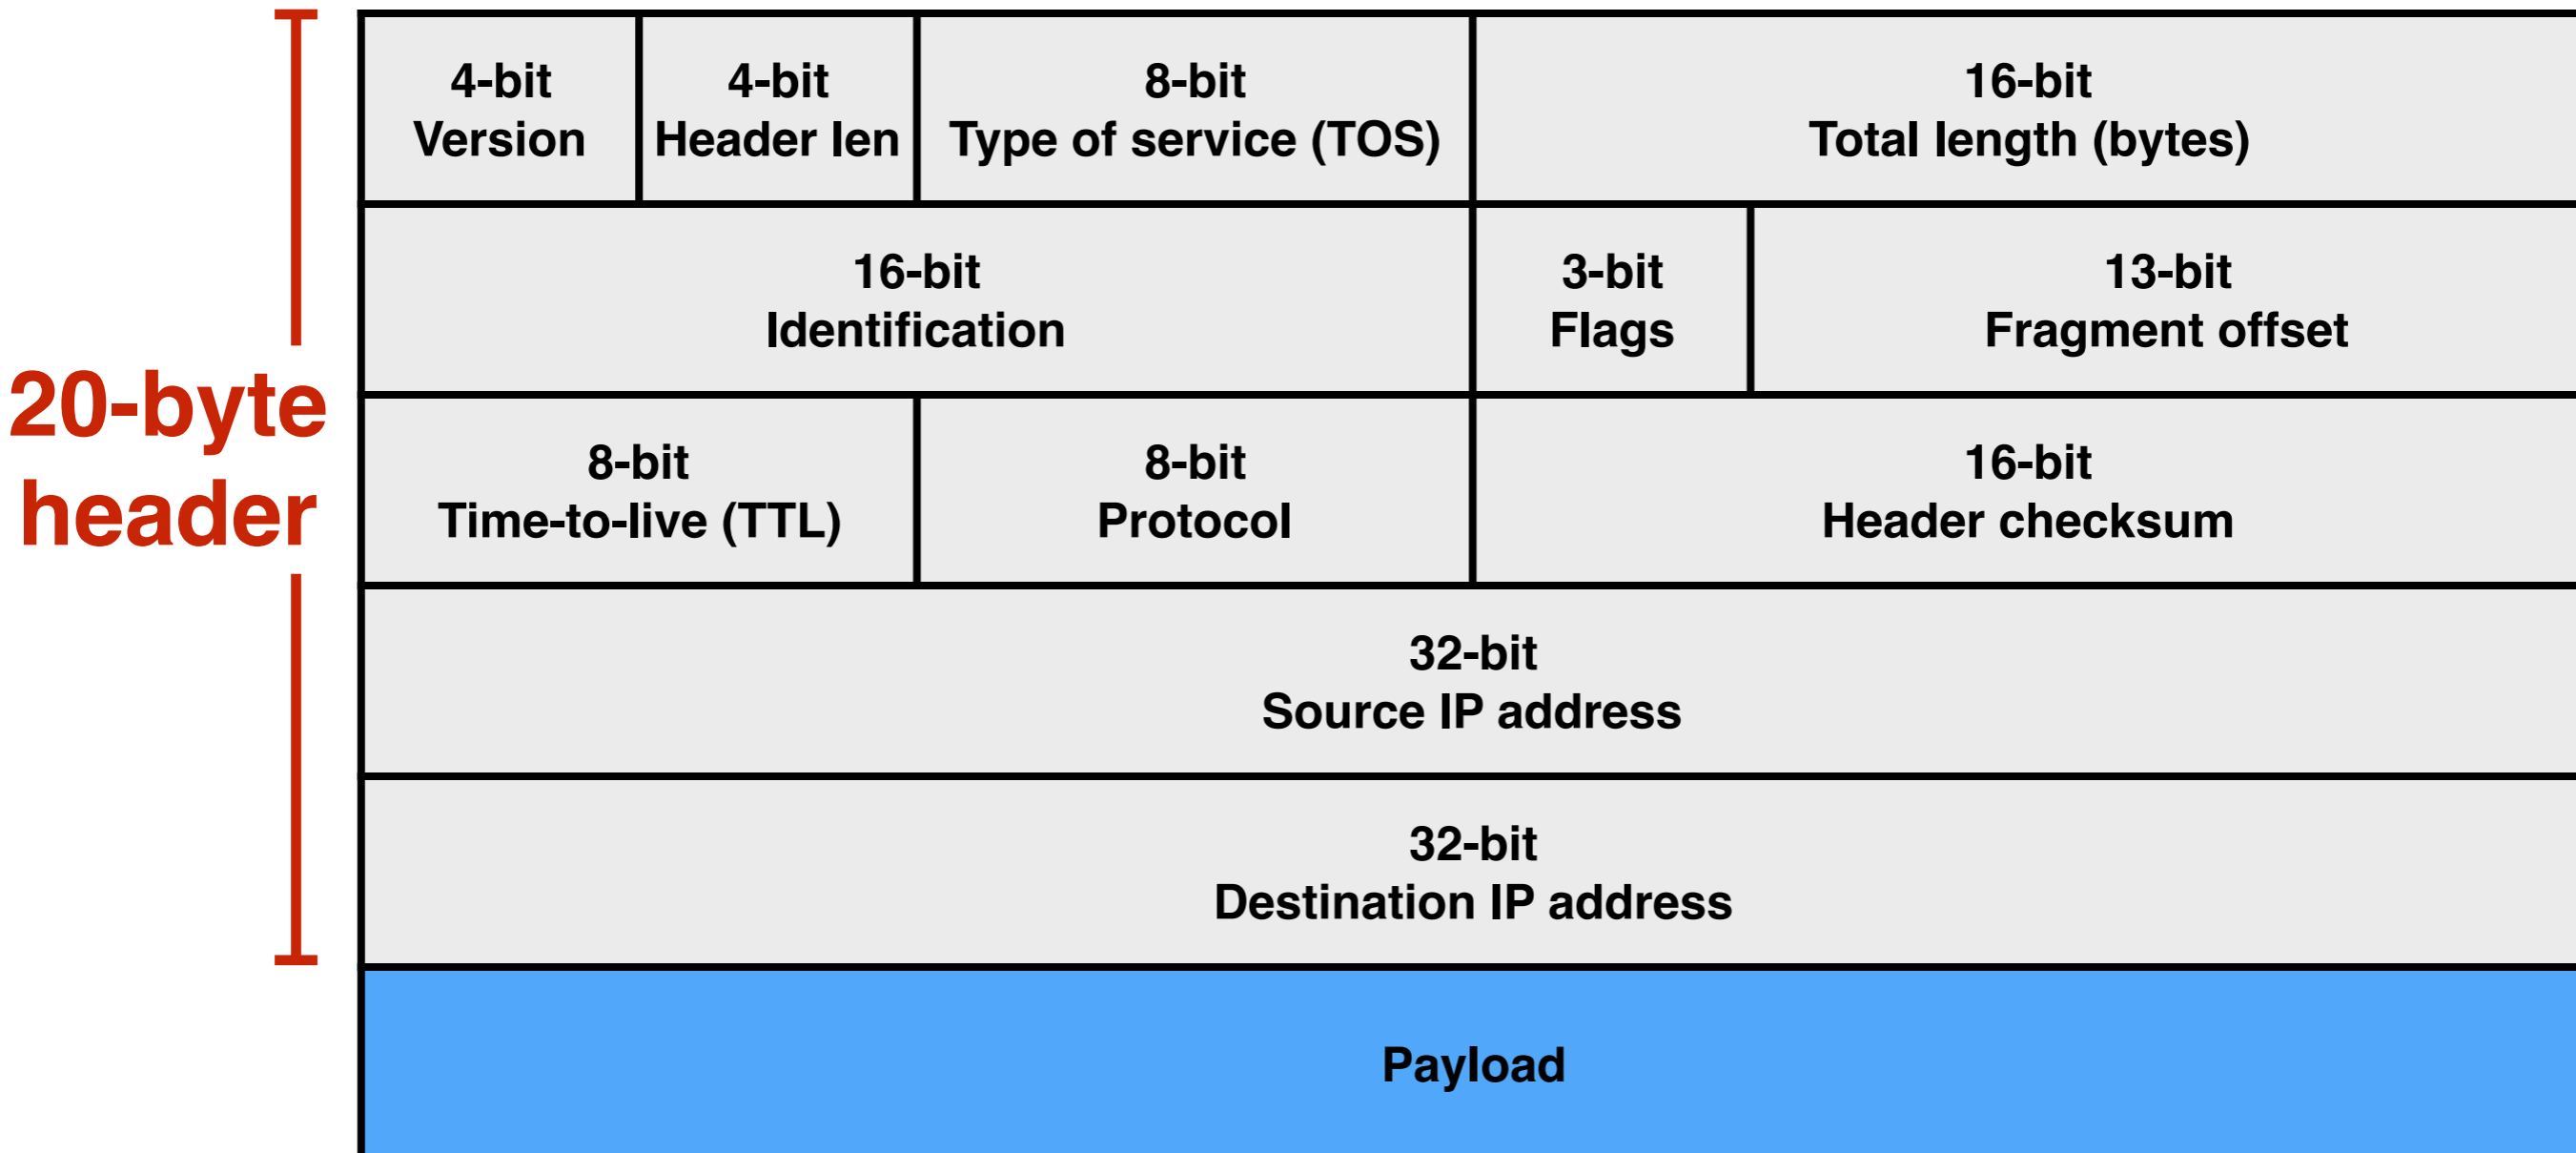 4-bit
Version
4-bit
Header len
8-bit
Type of service (TOS)
16-bit
Total length (bytes)
16-bit
Identification
3-bit
Flags
13-bit
Fragment offset
20-byte
header
8-bit
Time-to-live (TTL)
8-bit
Protocol
16-bit
Header checksum
32-bit
Source IP address
32-bit
Destination IP address
Payload